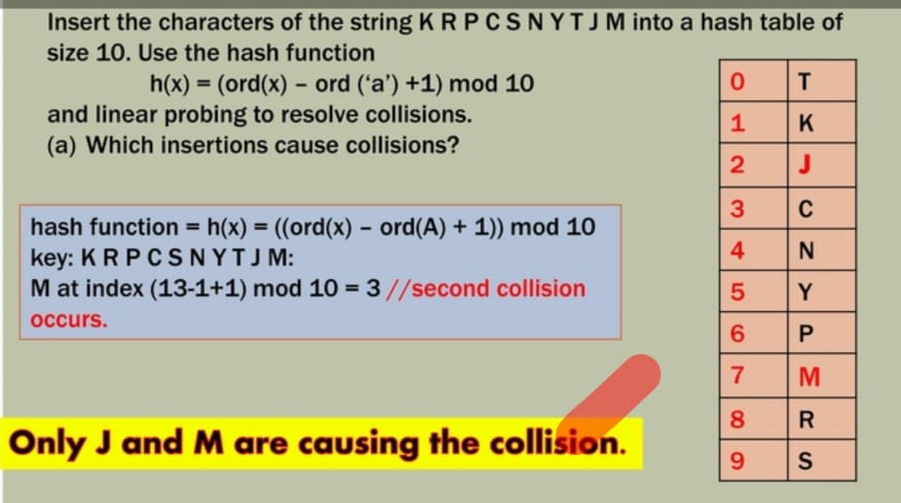 Insert the characters of the string K R P C S N Y T J M into a hash table of
size 10. Use the hash function
h(x) = (ord(x) – ord (‘a’) +1) mod 10
and linear probing to resolve collisions.
(a) Which insertions cause collisions?
hash function = h(x) = ((ord(x) – ord(A) + 1)) mod 10
key: K R P C S N Y T J M:
M at index (13-1+1) mod 10 = 3 //second collision
occurs.
Only J and M are causing the collision.
0 T
1 K
2 J
3 C
4 N
5 Y
6 P
7 M
8 R
9 S